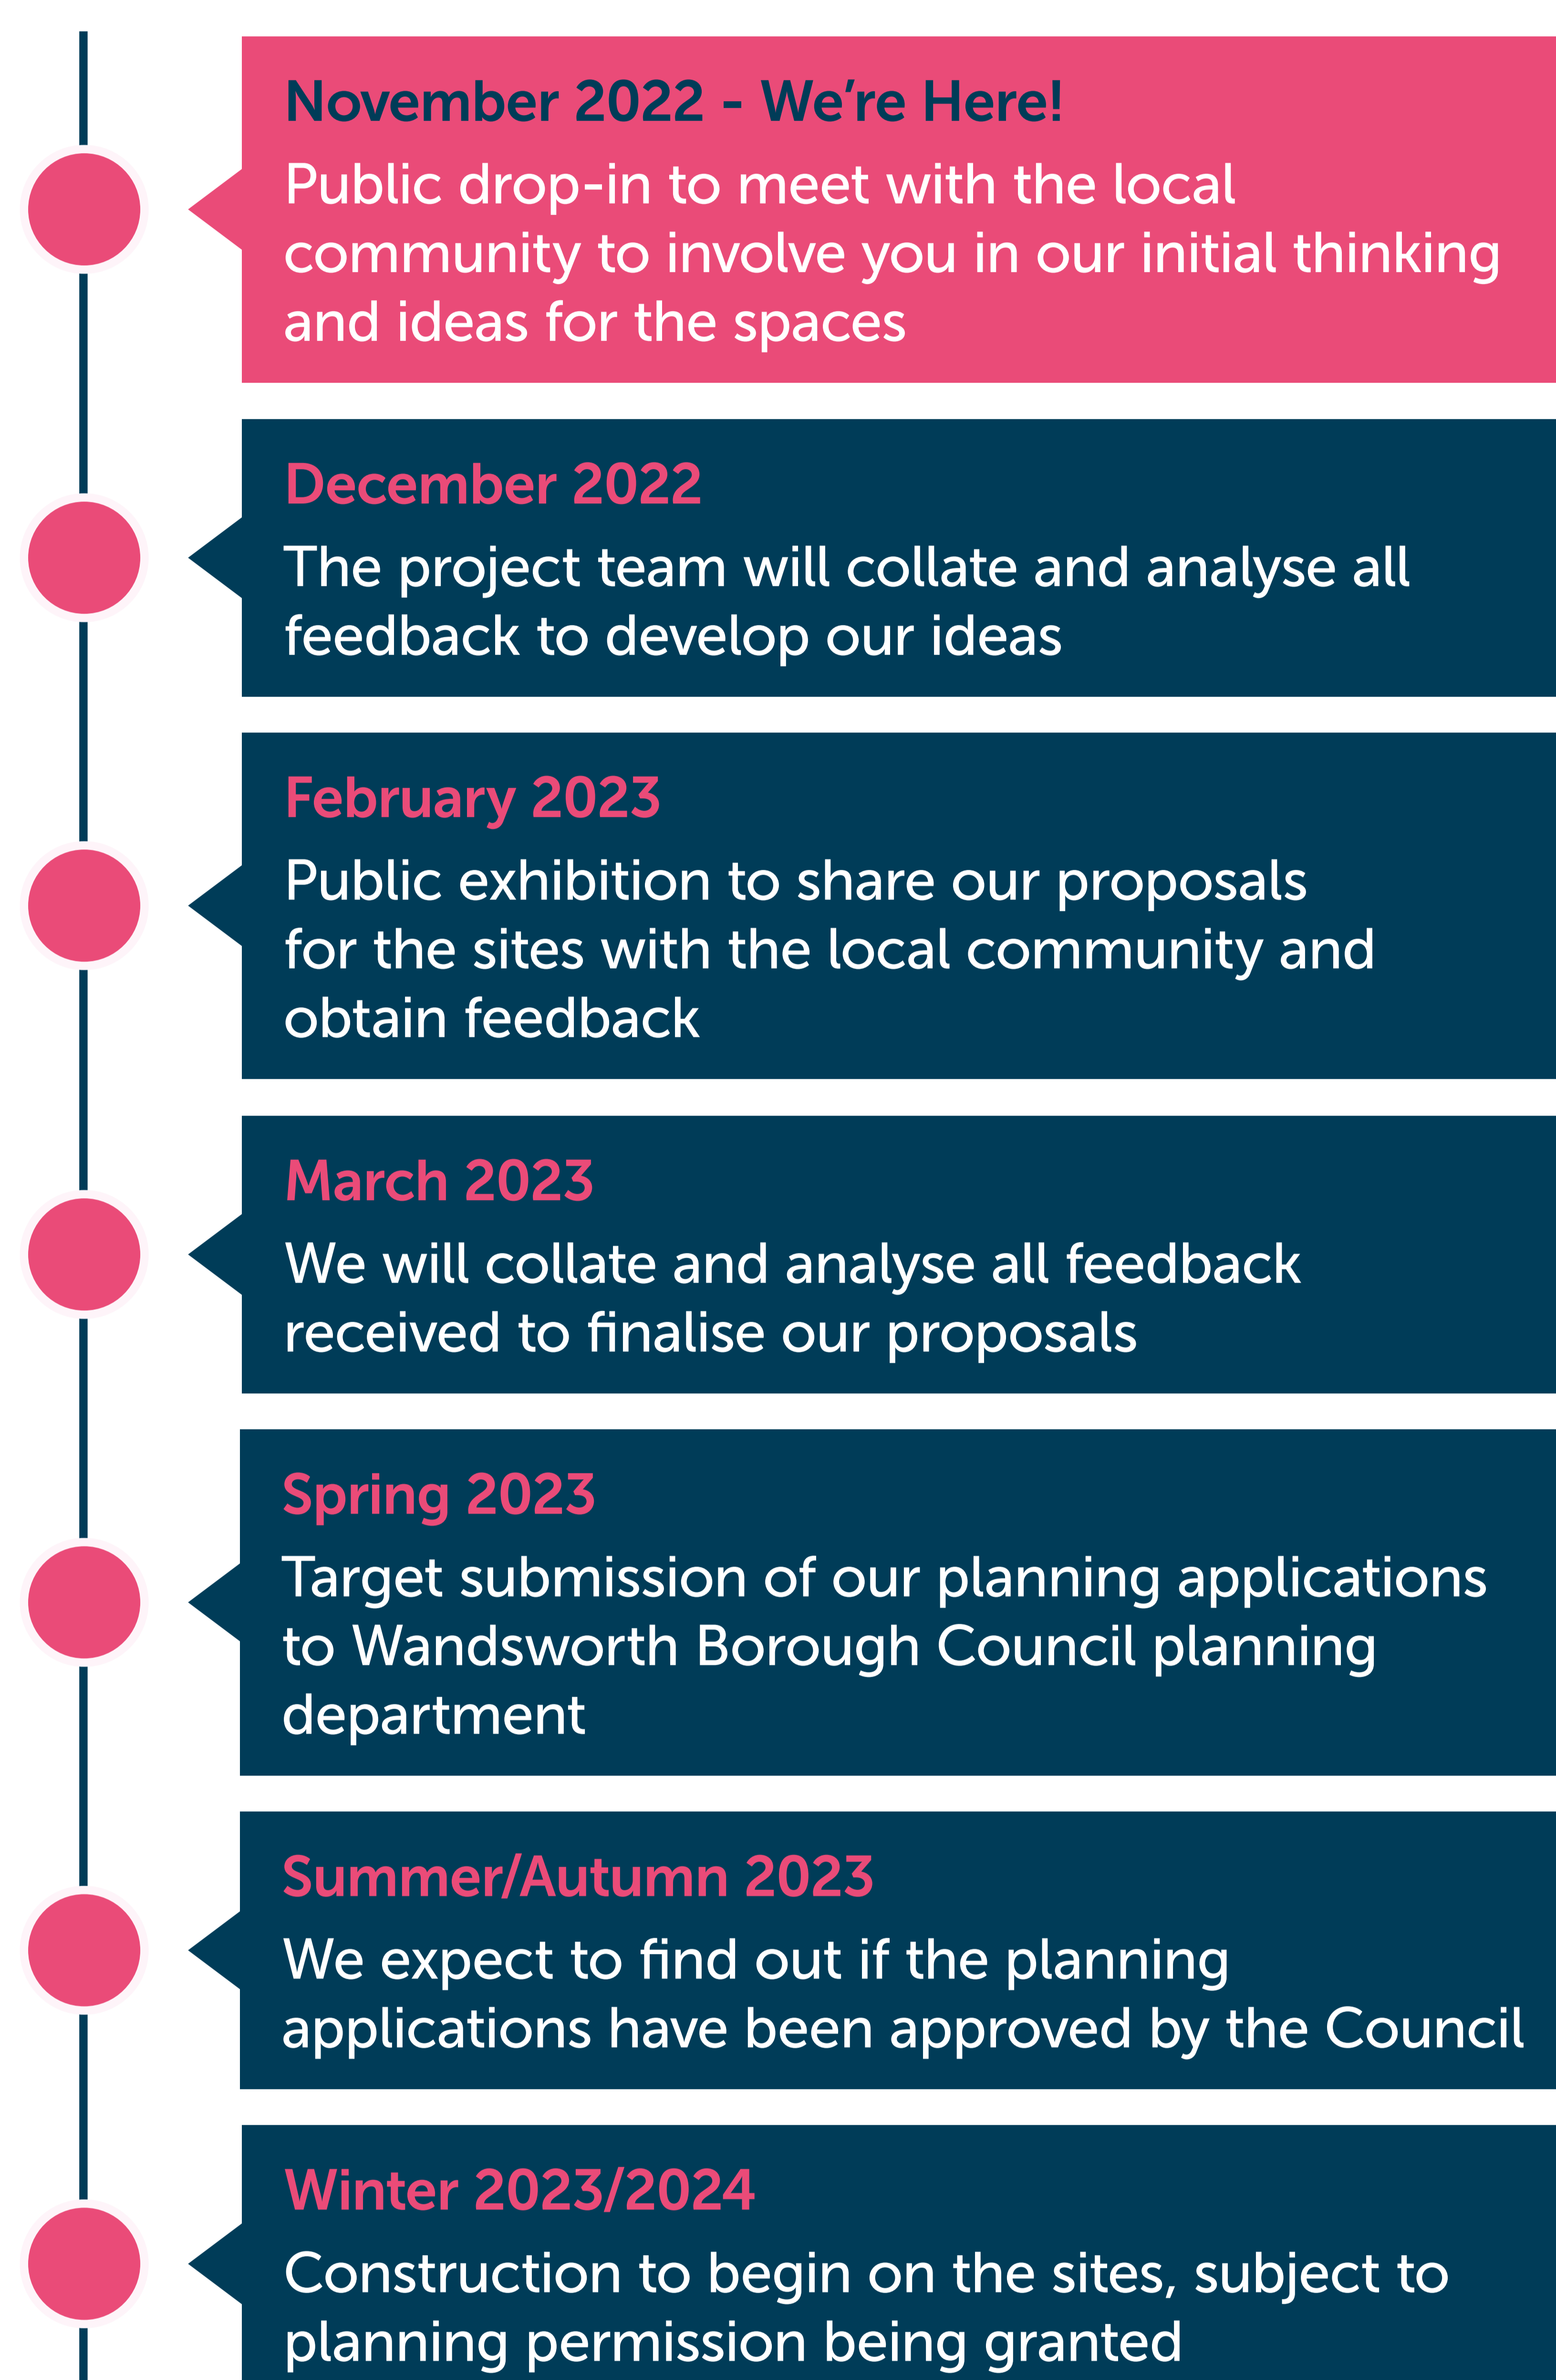 November 2022 - We’re Here!
Public drop-in to meet with the local
community to involve you in our initial thinking
and ideas for the spaces
December 2022
The project team will collate and analyse all
feedback to develop our ideas
February 2023
Public exhibition to share our proposals
for the sites with the local community and
obtain feedback
March 2023
We will collate and analyse all feedback
received to finalise our proposals
Spring 2023
Target submission of our planning applications
to Wandsworth Borough Council planning
department
Summer/Autumn 2023
We expect to find out if the planning
applications have been approved by the Council
Winter 2023/2024
Construction to begin on the sites, subject to
planning permission being granted